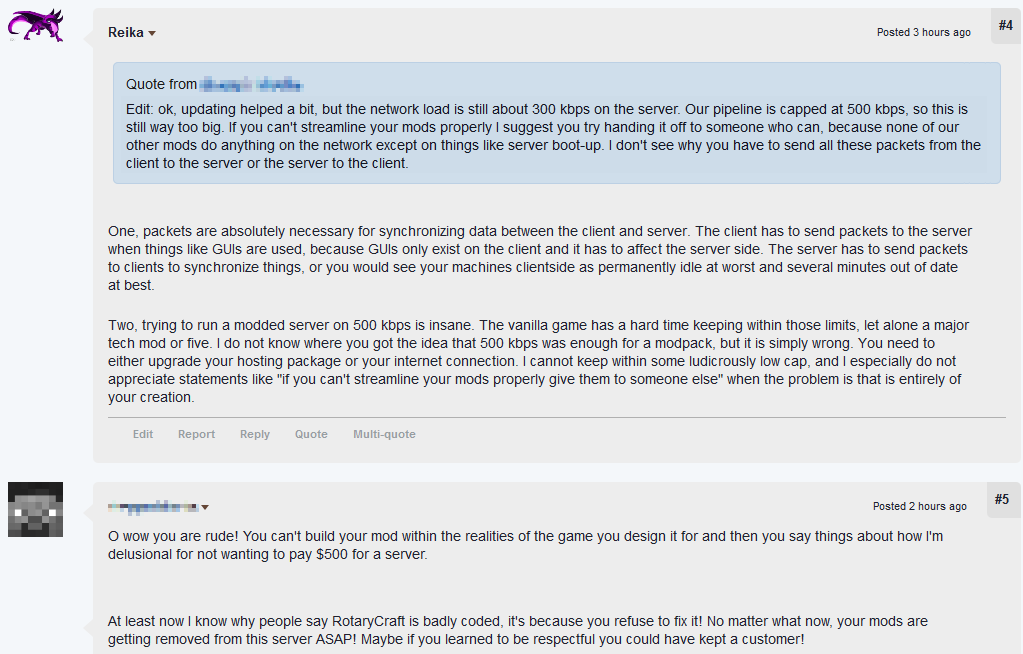 Reika
Posted 3 hours ago
#4
Quote from
Edit: ok, updating helped a bit, but the network load is still about 300 kbps on the server. Our pipeline is capped at 500 kbps, so this is
still way too big. If you can't streamline your mods properly I suggest you try handing it off to someone who can, because none of our
other mods do anything on the network except on things like server boot-up. I don't see why you have to send all these packets from the
client to the server or the server to the client.
One, packets are absolutely necessary for synchronizing data between the client and server. The client has to send packets to the server
when things like GUIs are used, because GUIs only exist on the client and it has to affect the server side. The server has to send packets
to clients to synchronize things, or you would see your machines clientside as permanently idle at worst and several minutes out of date
at best.
Two, trying to run a modded server on 500 kbps is insane. The vanilla game has a hard time keeping within those limits, let alone a major
tech mod or five. I do not know where you got the idea that 500 kbps was enough for a modpack, but it is simply wrong. You need to
either upgrade your hosting package or your internet connection. I cannot keep within some ludicrously low cap, and I especially do not
appreciate statements like "if you can't streamline your mods properly give them to someone else" when the problem is that is entirely of
your creation.
Edit Report Reply Quote Multi-quote
Posted 2 hours ago
#5
O wow you are rude! You can't build your mod within the realities of the game you design it for and then you say things about how I'm
delusional for not wanting to pay $500 for a server.
At least now I know why people say RotaryCraft is badly coded, it's because you refuse to fix it! No matter what now, your mods are
getting removed from this server ASAP! Maybe if you learned to be respectful you could have kept a customer!